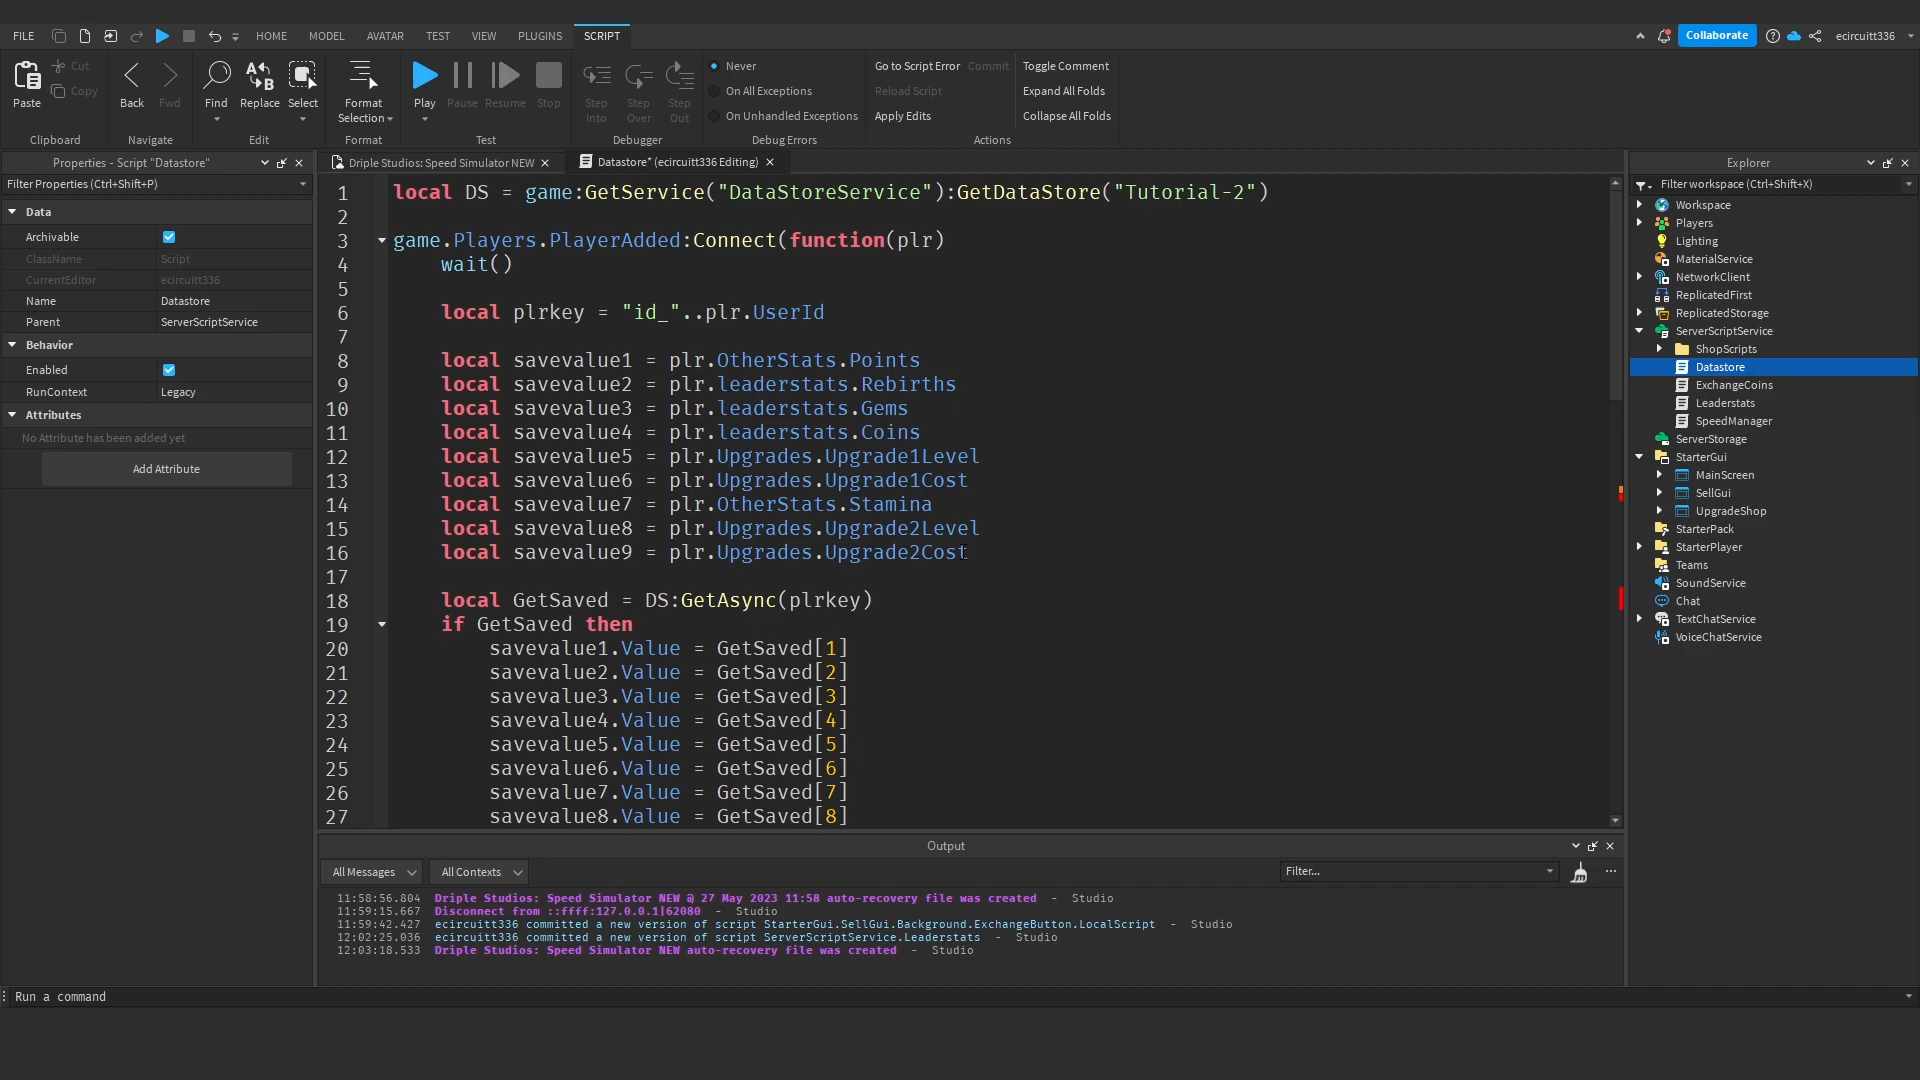 FILE HOME MODEL AVATAR TEST VIEW PLUGINS SCRIPT Collaborate ecircuitt336
Paste Cut Copy Clipboard
Back Fwd Navigate
Find Replace Select Edit
Format Selection Format
Play Pause Resume Stop Test
Step Into Step Over Step Out Debugger
Never
On All Exceptions
On Unhandled Exceptions
Debug Errors
Go to Script Error Commit
Reload Script
Apply Edits
Toggle Comment
Expand All Folds
Collapse All Folds
Actions
Properties - Script "Datastore"
Filter Properties (Ctrl+Shift+P)
Data
Archivable
ClassName Script
CurrentEditor ecircuitt336
Name Datastore
Parent ServerScriptService
Behavior
Enabled
RunContext Legacy
Attributes
No Attribute has been added yet
Add Attribute
Driple Studios: Speed Simulator NEW
Datastore* (ecircuitt336 Editing)
1 local DS = game:GetService("DataStoreService"):GetDataStore("Tutorial-2")
2
3 game.Players.PlayerAdded:Connect(function(plr)
4 wait()
5
6 local plrkey = "id_"..plr.UserId
7
8 local savevalue1 = plr.OtherStats.Points
9 local savevalue2 = plr.leaderstats.Rebirths
10 local savevalue3 = plr.leaderstats.Gems
11 local savevalue4 = plr.leaderstats.Coins
12 local savevalue5 = plr.Upgrades.Upgrade1Level
13 local savevalue6 = plr.Upgrades.Upgrade1Cost
14 local savevalue7 = plr.OtherStats.Stamina
15 local savevalue8 = plr.Upgrades.Upgrade2Level
16 local savevalue9 = plr.Upgrades.Upgrade2Cost
17
18 local GetSaved = DS:GetAsync(plrkey)
19 if GetSaved then
20 savevalue1.Value = GetSaved[1]
21 savevalue2.Value = GetSaved[2]
22 savevalue3.Value = GetSaved[3]
23 savevalue4.Value = GetSaved[4]
24 savevalue5.Value = GetSaved[5]
25 savevalue6.Value = GetSaved[6]
26 savevalue7.Value = GetSaved[7]
27 savevalue8.Value = GetSaved[8]
Output
All Messages All Contexts Filter...
11:58:56.804 Driple Studios: Speed Simulator NEW @ 27 May 2023 11:58 auto-recovery file was created - Studio
11:59:15.667 Disconnect from ::ffff:127.0.0.1|62080 - Studio
11:59:42.427 ecircuitt336 committed a new version of script StarterGui.SellGui.Background.ExchangeButton.LocalScript - Studio
12:02:25.036 ecircuitt336 committed a new version of script ServerScriptService.Leaderstats - Studio
12:03:18.533 Driple Studios: Speed Simulator NEW auto-recovery file was created - Studio
Explorer
Filter workspace (Ctrl+Shift+X)
Workspace
Players
Lighting
MaterialService
NetworkClient
ReplicatedFirst
ReplicatedStorage
ServerScriptService
ShopScripts
Datastore
ExchangeCoins
Leaderstats
SpeedManager
ServerStorage
StarterGui
MainScreen
SellGui
UpgradeShop
StarterPack
StarterPlayer
Teams
SoundService
Chat
TextChatService
VoiceChatService
Run a command